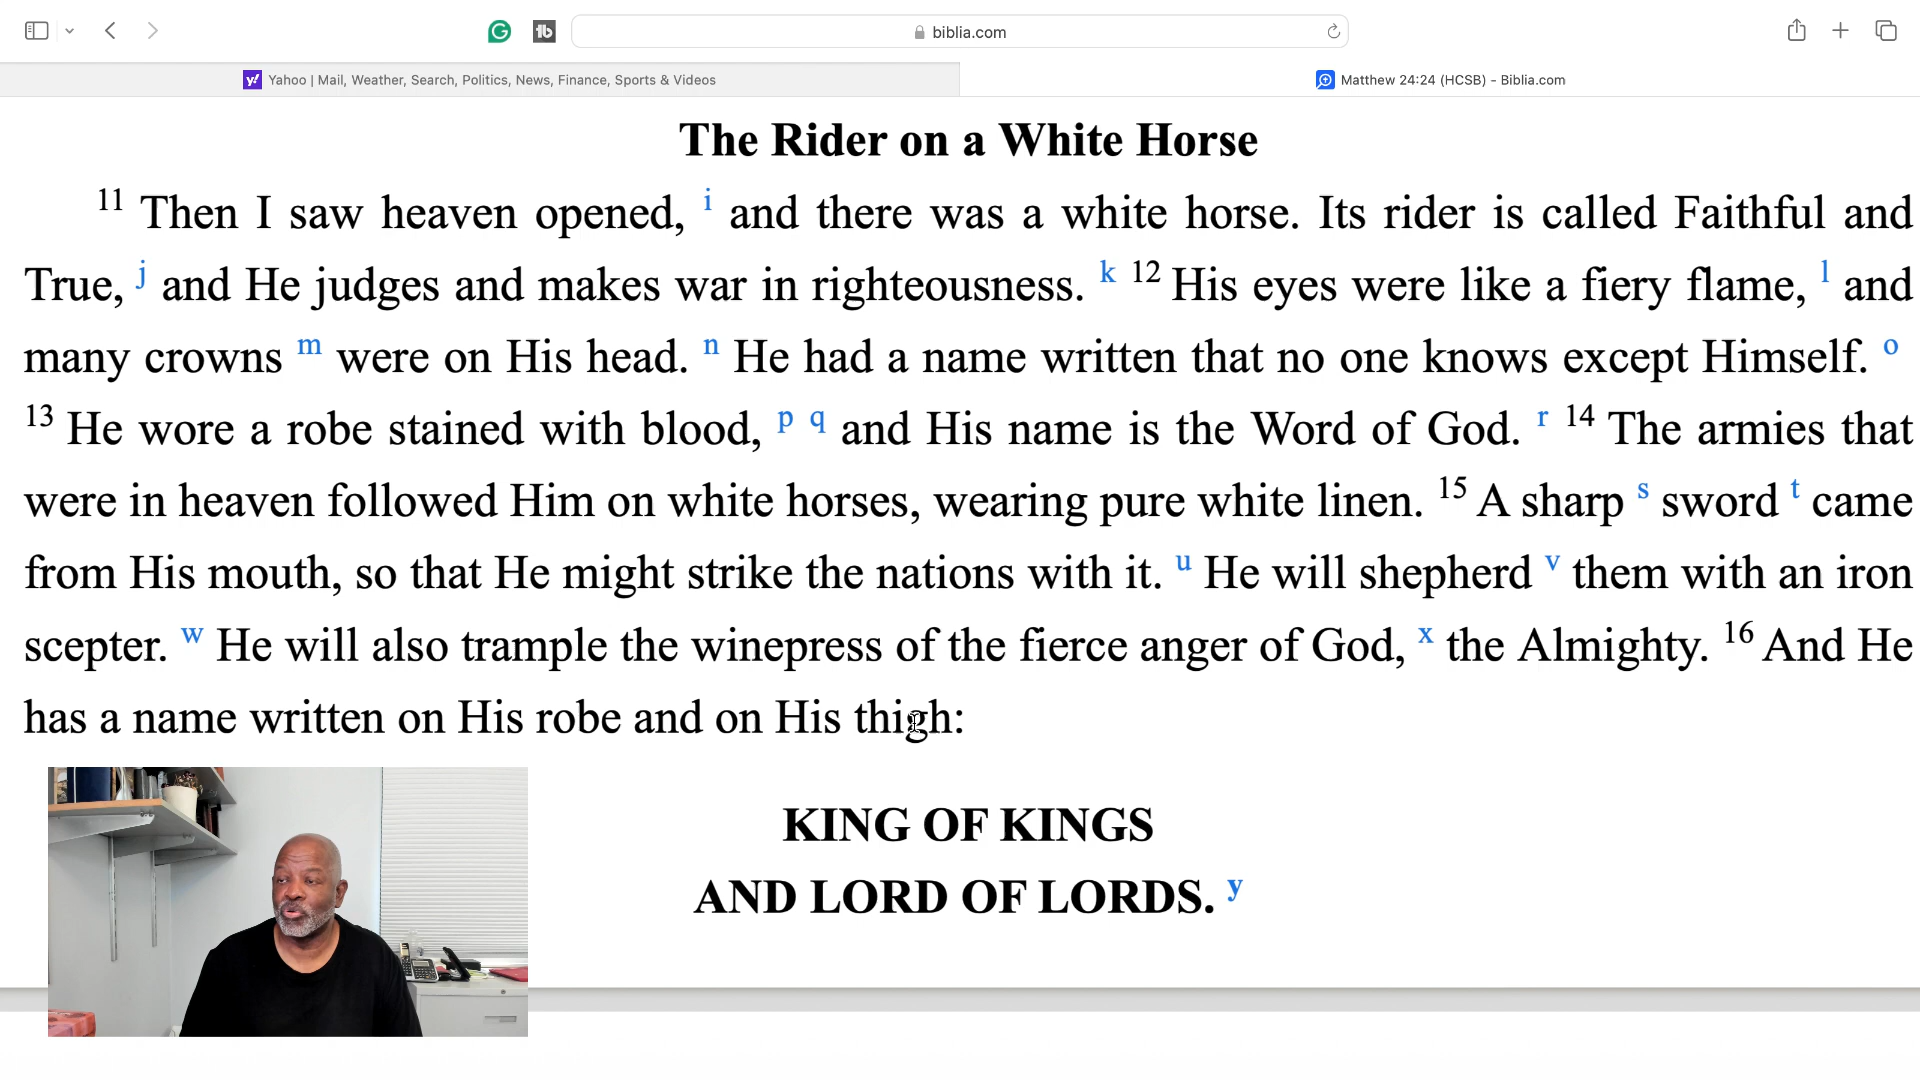 biblia.com
Yahoo | Mail, Weather, Search, Politics, News, Finance, Sports & Videos
Matthew 24:24 (HCSB) - Biblia.com
The Rider on a White Horse
11 Then I saw heaven opened, i and there was a white horse. Its rider is called Faithful and
True, j and He judges and makes war in righteousness. k 12 His eyes were like a fiery flame, l and
many crowns m were on His head. n He had a name written that no one knows except Himself. o
13 He wore a robe stained with blood, p q and His name is the Word of God. r 14 The armies that
were in heaven followed Him on white horses, wearing pure white linen. 15 A sharp s sword t came
from His mouth, so that He might strike the nations with it. u He will shepherd v them with an iron
scepter. w He will also trample the winepress of the fierce anger of God, x the Almighty. 16 And He
has a name written on His robe and on His thigh:
KING OF KINGS
AND LORD OF LORDS. y